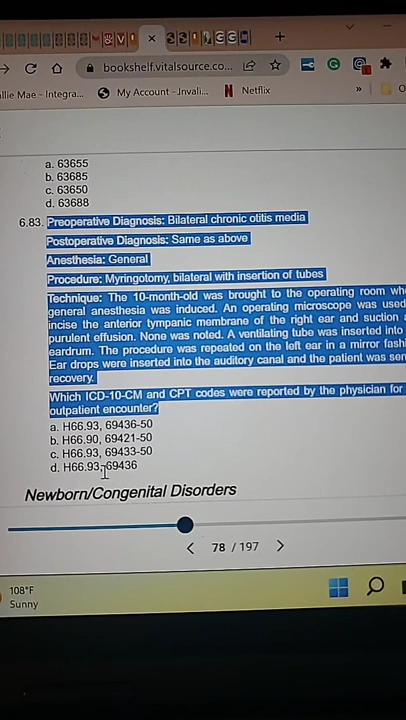 bookshelf.vitalsource.co...
llie Mae - Integra...
My Account -Jnvali...
Netflix
»
a. 63655
b. 63685
c. 63650
d. 63688
6.83. Preoperative Diagnosis: Bilateral chronic otitis media
Postoperative Diagnosis: Same as above
Anesthesia: General
Procedure: Myringotomy, bilateral with insertion of tubes
Technique: The 10-month-old was brought to the operating room whe
general anesthesia was induced. An operating microscope was used
incise the anterior tympanic membrane of the right ear and suction
purulent effusion. None was noted. A ventilating tube was inserted into
eardrum. The procedure was repeated on the left ear in a mirror fash
Ear drops were inserted into the auditory canal and the patient was sen
recovery.
Which ICD-10-CM and CPT codes were reported by the physician for
outpatient encounter?
a. H66.93, 69436-50
b. H66.90, 69421-50
c. H66.93, 69433-50
d. H66.93, 69436
Newborn/Congenital Disorders
78 / 197
108°F
Sunny